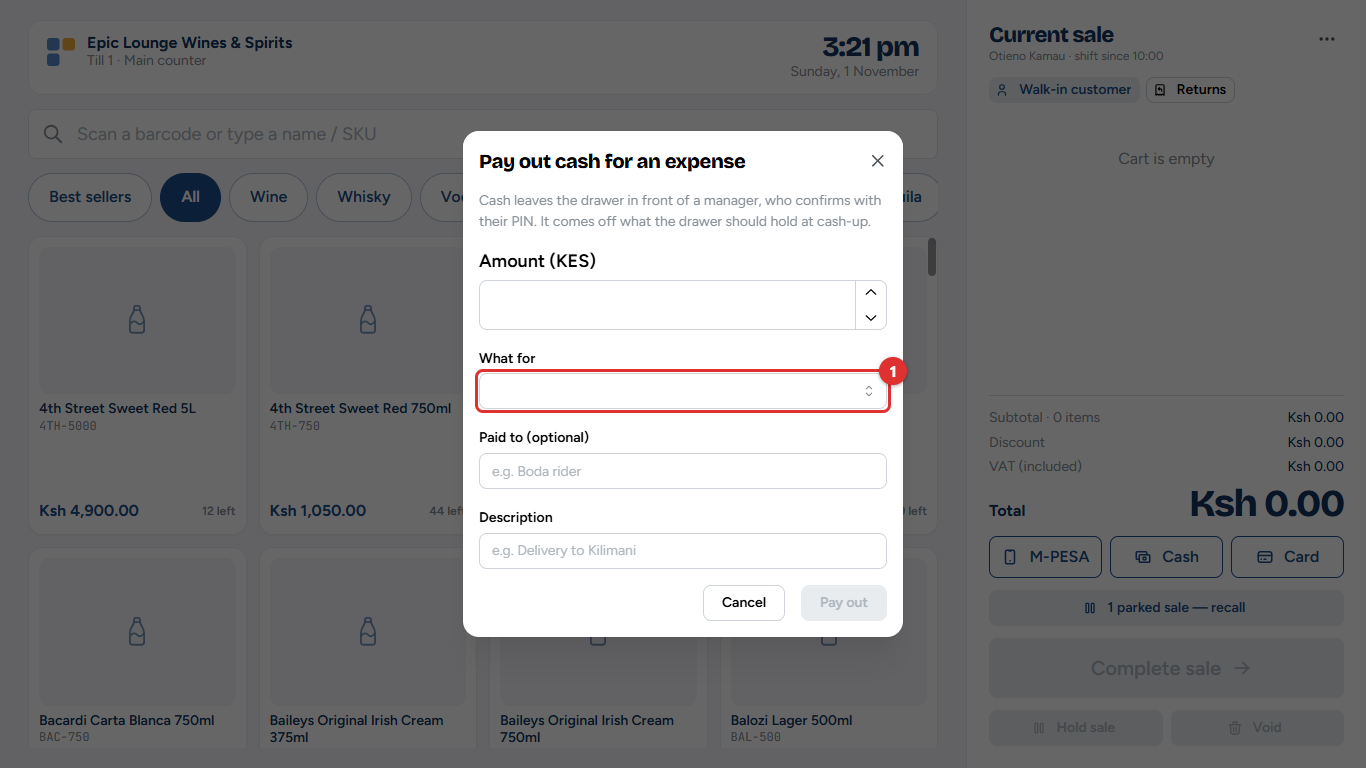 Epic Lounge Wines & Spirits
Till 1 · Main counter
3:21 pm
Sunday, 1 November
Scan a barcode or type a name / SKU
Best sellers
All
Wine
Whisky
4th Street Sweet Red 5L
4TH-5000
Ksh 4,900.00
12 left
4th Street Sweet Red 750ml
4TH-750
Ksh 1,050.00
44 left
left
Bacardi Carta Blanca 750ml
BAC-750
Baileys Original Irish Cream
375ml
Baileys Original Irish Cream
750ml
Balozi Lager 500ml
BAL-500
Pay out cash for an expense
Cash leaves the drawer in front of a manager, who confirms with
their PIN. It comes off what the drawer should hold at cash-up.
Amount (KES)
What for
1
Paid to (optional)
e.g. Boda rider
Description
e.g. Delivery to Kilimani
Cancel
Pay out
Current sale
Otieno Kamau · shift since 10:00
Walk-in customer
Returns
Cart is empty
Subtotal · 0 items
Ksh 0.00
Discount
Ksh 0.00
VAT (included)
Ksh 0.00
Total
Ksh 0.00
M-PESA
Cash
Card
1 parked sale — recall
Complete sale
Hold sale
Void